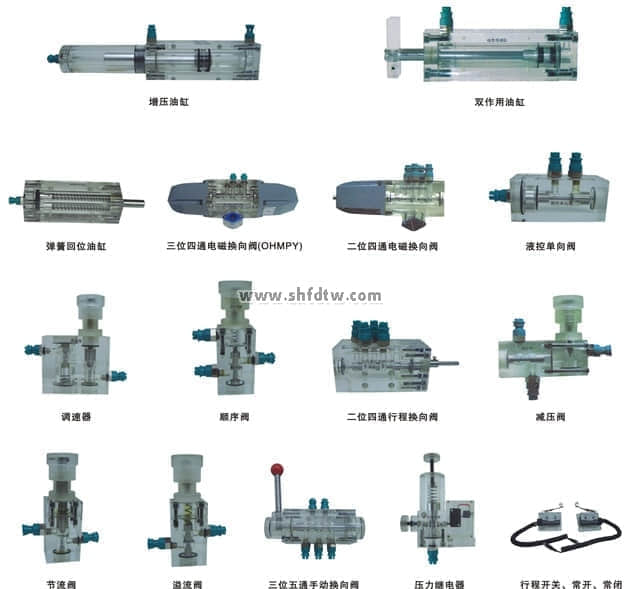 增压油缸
双作用油缸
弹簧回位油缸
三位四通电磁换向阀(OHMPY)
二位四通电磁换向阀
液控单向阀
www.shfdtw.com
调速器
顺序阀
二位四通行程换向阀
减压阀
节流阀
溢流阀
三位五通手动换向阀
压力继电器
行程开关、常开、常闭